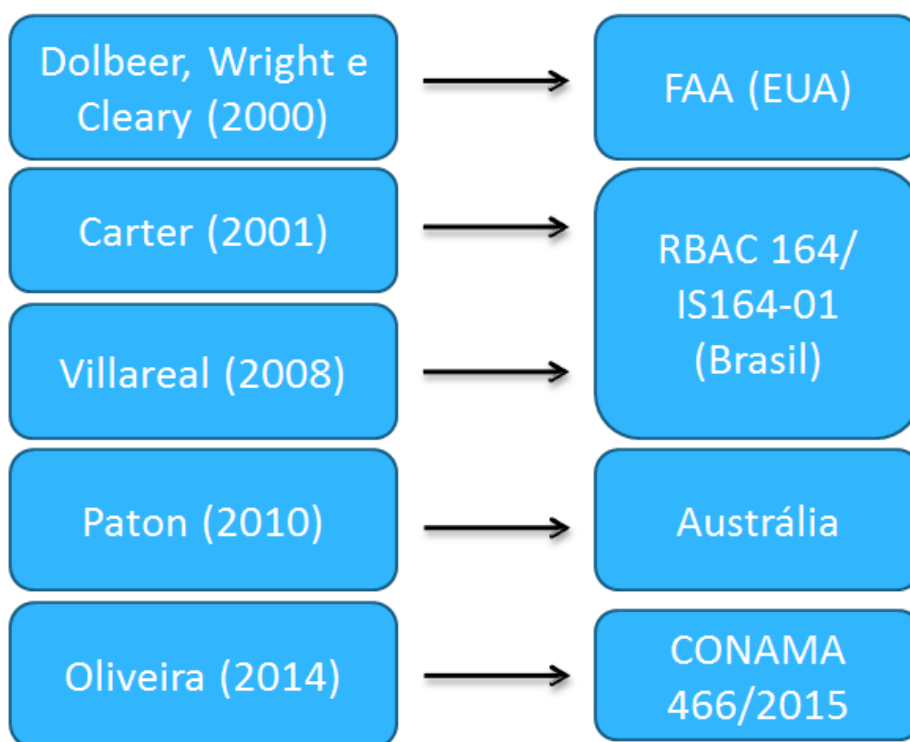 Dolbeer, Wright e
Cleary (2000)
FAA (EUA)
Carter (2001)
RBAC 164/
IS164-01
(Brasil)
Villareal (2008)
Paton (2010)
Austrália
Oliveira (2014)
CONAMA
466/2015